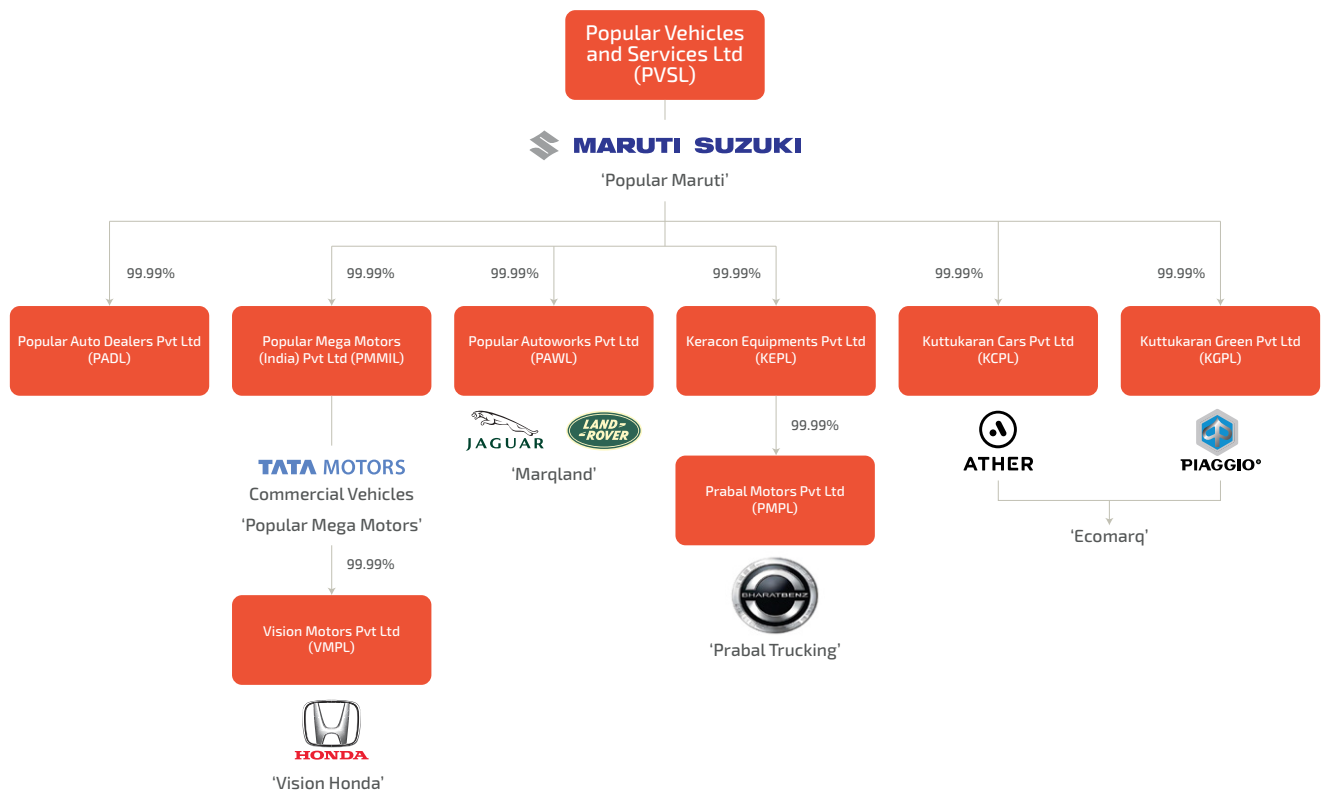 Popular Vehicles
and Services Ltd
(PVSL)
MARUTI SUZUKI
‘Popular Maruti’
99.99%
99.99%
99.99%
99.99%
99.99%
99.99%
Popular Auto Dealers Pvt Ltd
(PADL)
Popular Mega Motors
(India) Pvt Ltd (PMMIL)
Popular Autoworks Pvt Ltd
(PAWL)
Keracon Equipments Pvt Ltd
(KEPL)
Kuttukaran Cars Pvt Ltd
(KCPL)
Kuttukaran Green Pvt Ltd
(KGPL)
TATA MOTORS
Commercial Vehicles
‘Popular Mega Motors’
99.99%
Vision Motors Pvt Ltd
(VMPL)
HONDA
‘Vision Honda’
JAGUAR
LAND-
-ROVER
‘Marqland’
99.99%
Prabal Motors Pvt Ltd
(PMPL)
BHARATBENZ
‘Prabal Trucking’
ATHER
PIAGGIO®
‘Ecomarq’